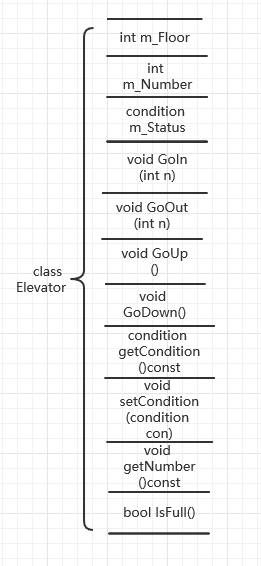 int m_Floor
int
m_Number
condition
m_Status
void GoIn
(int n)
void GoOut
(int n)
void GoUp
()
class
Elevator
void
GoDown()
condition
getCondition
()const
void
setCondition
(condition
con)
void
getNumber
()const
bool IsFull()